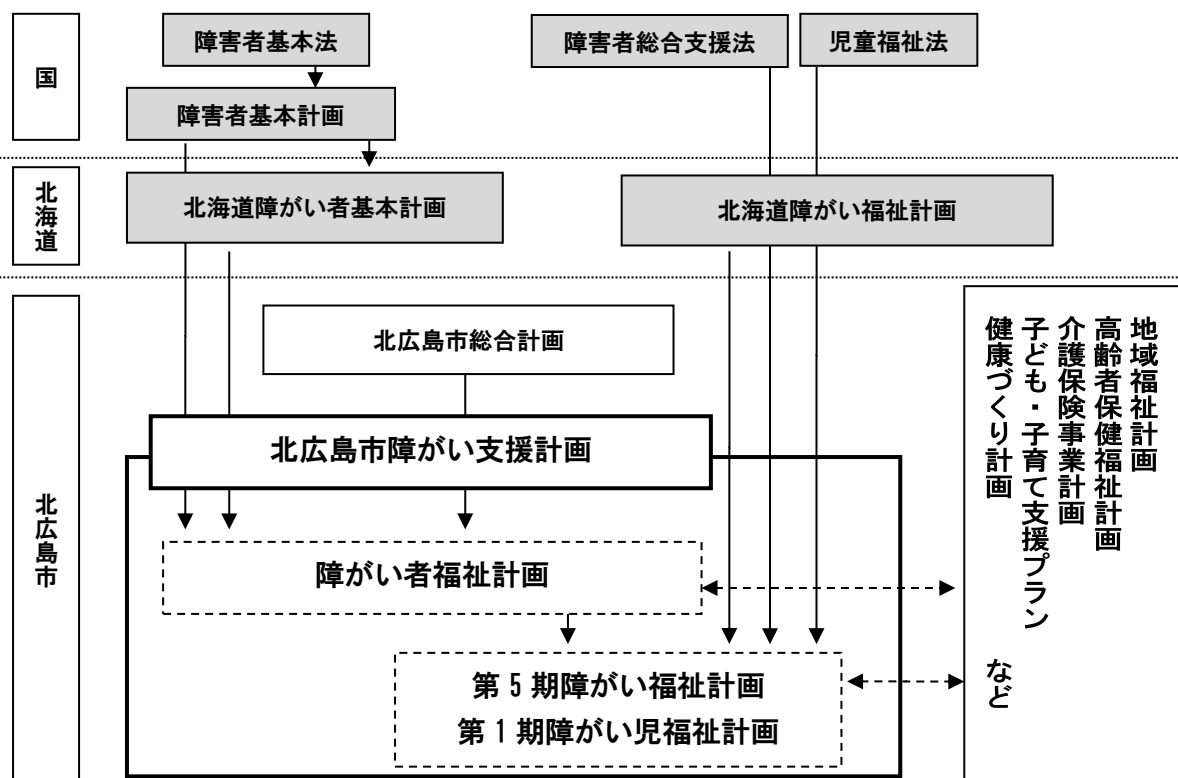 国
障害者基本法
障害者総合支援法
児童福祉法
障害者基本計画
北海道
北海道障がい者基本計画
北海道障がい福祉計画
北広島市
北広島市総合計画
北広島市障がい支援計画
障がい者福祉計画
第5期障がい福祉計画
第1期障がい児福祉計画
地域福祉計画
高齢者保健福祉計画
介護保険事業計画
子ども・子育て支援プラン
健康づくり計画 など